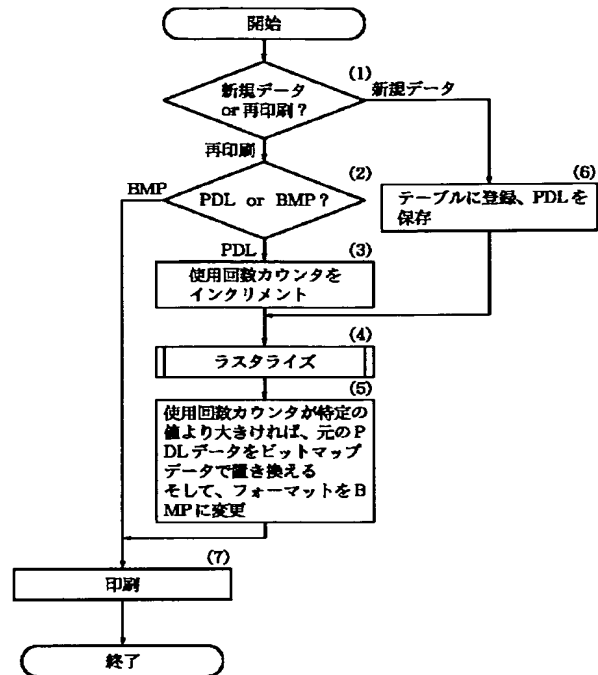 開始
(1)
新規データ
or 再印刷？
新規データ
再印刷
(2)
BMP
PDL or BMP？
(6)
テーブルに登録、PDLを
保存
PDL
(3)
使用回数カウンタを
インクリメント
(4)
ラスタライズ
(5)
使用回数カウンタが特定の
値より大きければ、元のP
DLデータをビットマップ
データで置き換える
そして、フォーマットをB
MPに変更
(7)
印刷
終了